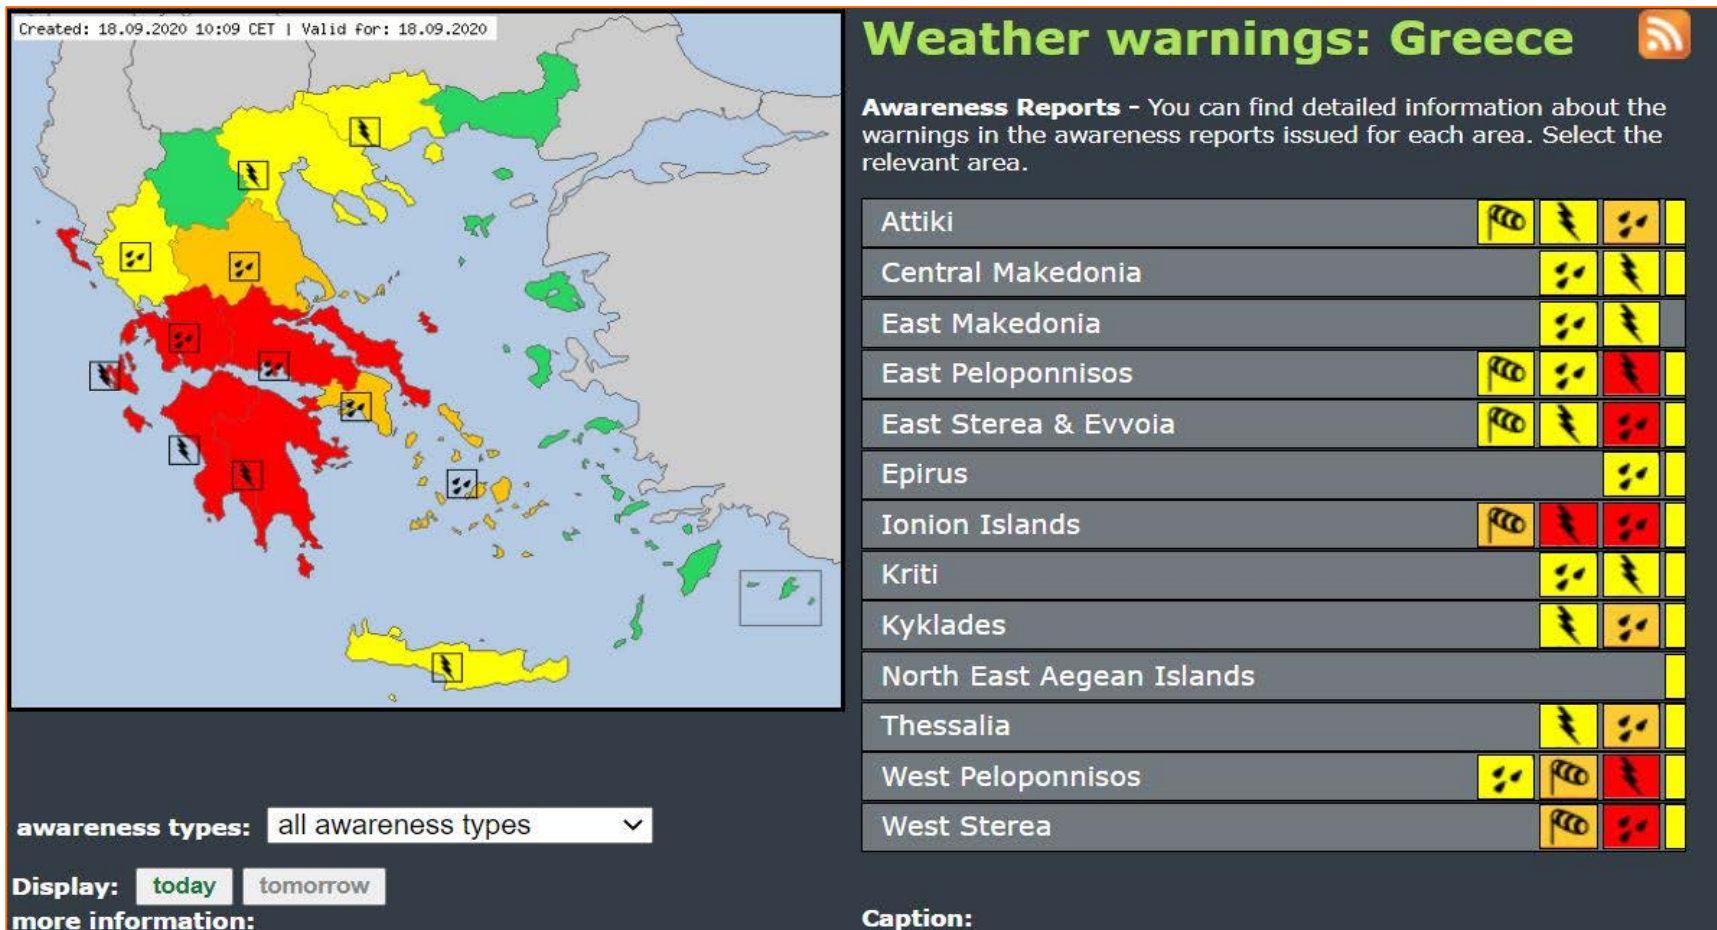 Created: 18.09.2020 10:09 CET | Valid for: 18.09.2020
Weather warnings: Greece
Awareness Reports - You can find detailed information about the
warnings in the awareness reports issued for each area. Select the
relevant area.
Attiki
Central Makedonia
East Makedonia
East Peloponnisos
East Sterea & Evvoia
Epirus
Ionion Islands
Kriti
Kyklades
North East Aegean Islands
Thessalia
West Peloponnisos
West Sterea
awareness types: all awareness types
Display: today tomorrow
more information:
Caption: